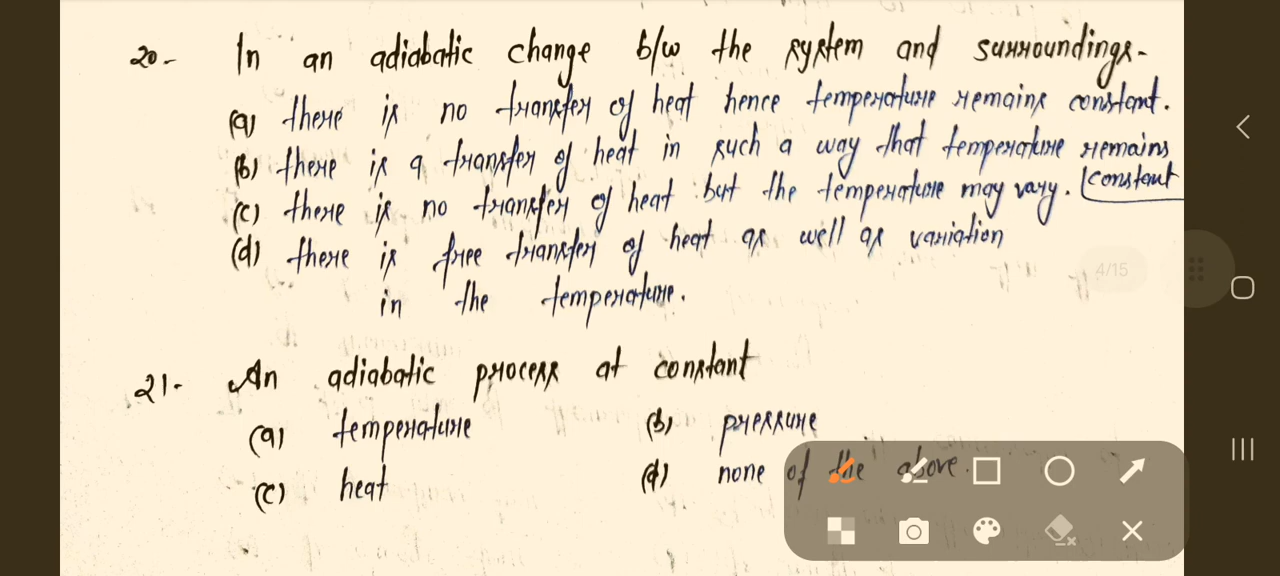 20- In an adiabatic change b/w the system and surroundings-
(a) there is no transfer of heat hence temperature remains constant.
(b) there is a transfer of heat in such a way that temperature remains
constant
(c) there is no transfer of heat but the temperature may vary.
(d) there is free transfer of heat as well as variation
in the temperature.
4/15
21- An adiabatic process at constant
(a) temperature (b) pressure
(c) heat (d) none of the above.